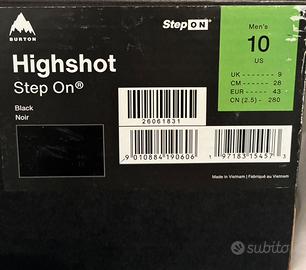 BURTON
Highshot
Step On®
Black
Noir
Step ON®
Men's
10
US
UK 9
CM 28
EUR 43
CN (2.5) - 280
26061831
9 010884 190606
1 97183 15457 3
Made in Vietnam | Fabriqué au Vietnam
subito